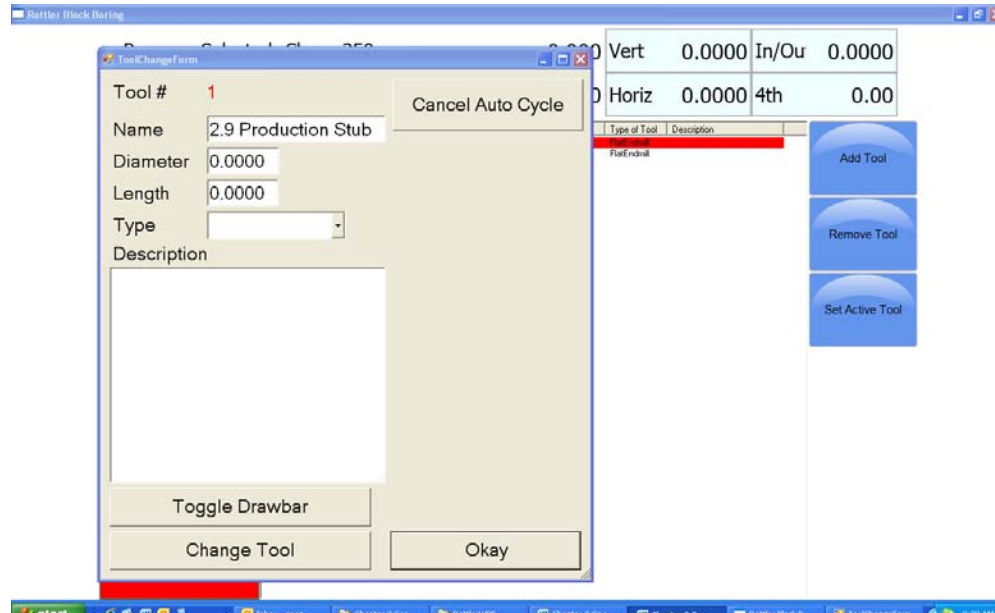 Rottler Block Boring
ToolChangeForm
Vert 0.0000 In/Ou 0.0000
Horiz 0.0000 4th 0.00
Tool # 1
Cancel Auto Cycle
Name 2.9 Production Stub
Diameter 0.0000
Length 0.0000
Type
Description
Type of Tool Description
FlatEndmill
FlatEndmill
Add Tool
Remove Tool
Set Active Tool
Toggle Drawbar
Change Tool
Okay